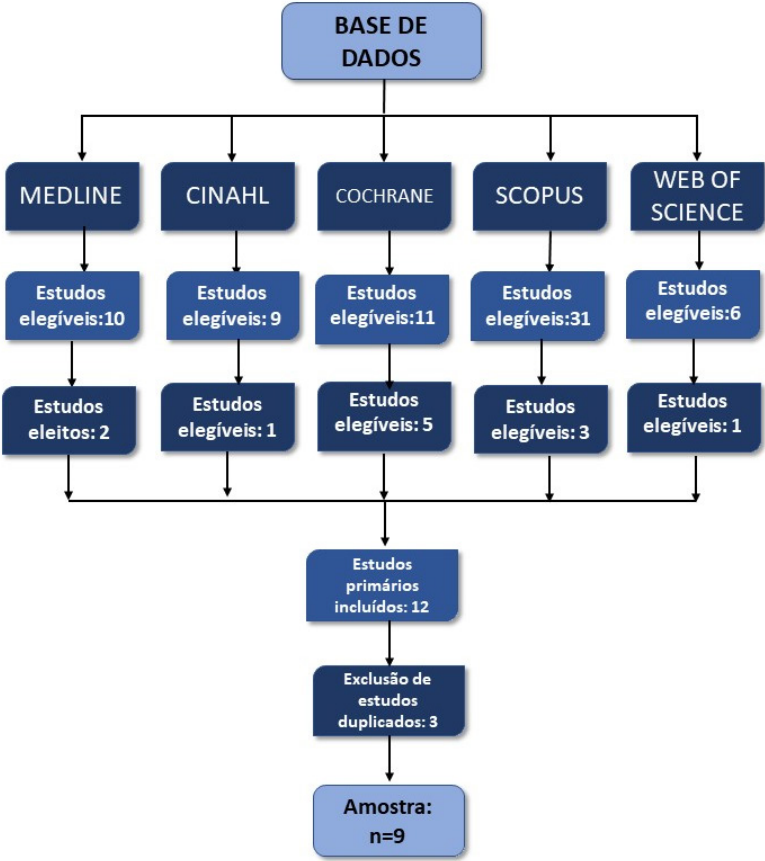 BASE DE
DADOS
MEDLINE
CINAHL
COCHRANE
SCOPUS
WEB OF
SCIENCE
Estudos
elegíveis:10
Estudos
elegíveis: 9
Estudos
elegíveis:11
Estudos
elegíveis:31
Estudos
elegíveis:6
Estudos
eleitos: 2
Estudos
elegíveis: 1
Estudos
elegíveis: 5
Estudos
elegíveis: 3
Estudos
elegíveis: 1
Estudos
primários
incluídos: 12
Exclusão de
estudos
duplicados: 3
Amostra:
n=9